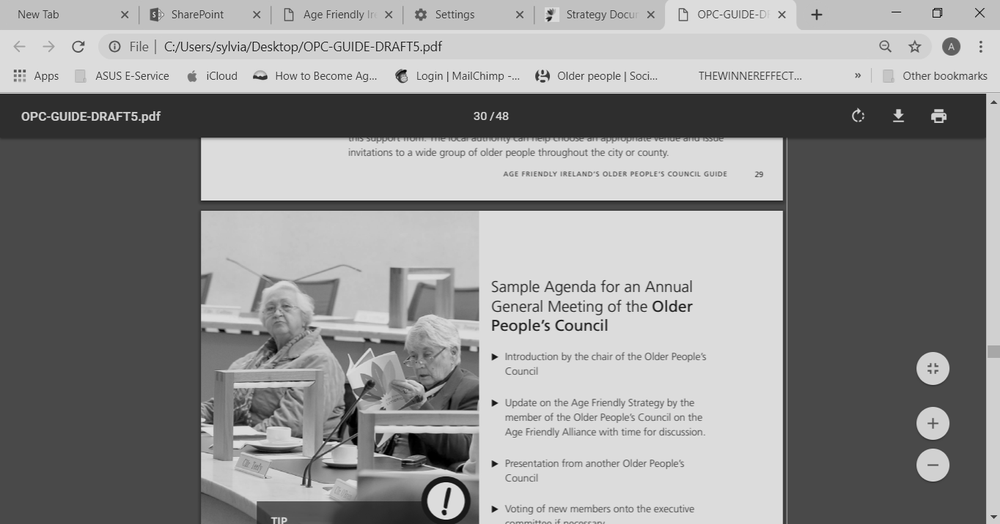 New Tab
SharePoint
Age Friendly Ire
Settings
Strategy Docur
OPC-GUIDE-DF
File
C:/Users/sylvia/Desktop/OPC-GUIDE-DRAFT5.pdf
A
Apps
ASUS E-Service
iCloud
How to Become Ag...
Login | MailChimp -...
Older people | Soci...
THEWINNEREFFECT...
»
Other bookmarks
OPC-GUIDE-DRAFT5.pdf
30 / 48
this support from. The local authority can help choose an appropriate venue and issue
invitations to a wide group of older people throughout the city or county.
AGE FRIENDLY IRELAND'S OLDER PEOPLE'S COUNCIL GUIDE
29
Sample Agenda for an Annual
General Meeting of the Older
People's Council
Introduction by the chair of the Older People's
Council
Update on the Age Friendly Strategy by the
member of the Older People's Council on the
Age Friendly Alliance with time for discussion.
Presentation from another Older People's
Council
Voting of new members onto the executive
committee if necessary
!
TIP